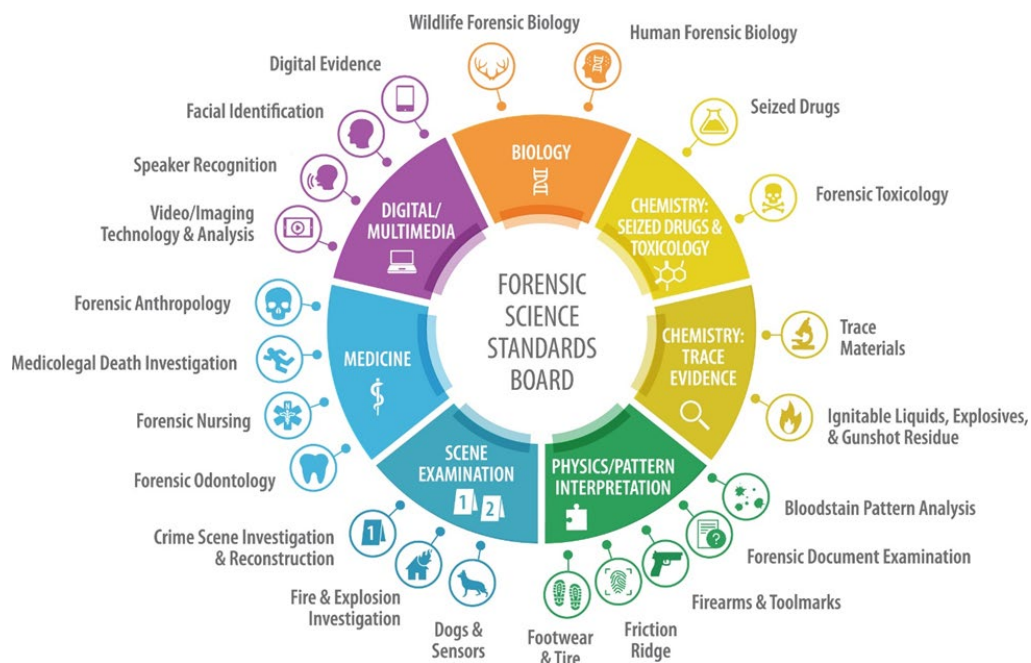 Wildlife Forensic Biology
Human Forensic Biology
Digital Evidence
Facial Identification
Speaker Recognition
Video/Imaging
Technology & Analysis
Seized Drugs
Forensic Toxicology
BIOLOGY
DIGITAL/
MULTIMEDIA
CHEMISTRY:
SEIZED DRUGS &
TOXICOLOGY
FORENSIC
SCIENCE
STANDARDS
BOARD
Forensic Anthropology
Medicolegal Death Investigation
Forensic Nursing
Forensic Odontology
MEDICINE
CHEMISTRY:
TRACE
EVIDENCE
Trace
Materials
Ignitable Liquids, Explosives,
& Gunshot Residue
SCENE
EXAMINATION
1
2
PHYSICS/PATTERN
INTERPRETATION
Crime Scene Investigation
& Reconstruction
1
Fire & Explosion
Investigation
Dogs &
Sensors
Footwear
& Tire
Friction
Ridge
Firearms & Toolmarks
Forensic Document Examination
?
Bloodstain Pattern Analysis